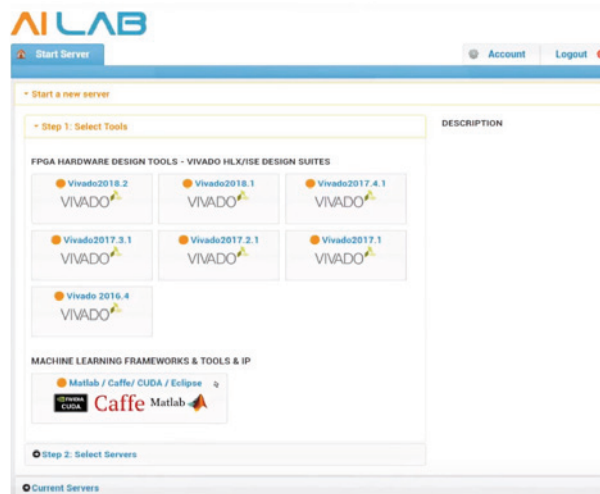 AI LAB
Start Server
Account Logout
Start a new server
Step 1: Select Tools
DESCRIPTION
FPGA HARDWARE DESIGN TOOLS - VIVADO HLX/ISE DESIGN SUITES
Vivado2018.2 Vivado2018.1 Vivado2017.4.1
VIVADO VIVADO VIVADO
Vivado2017.3.1 Vivado2017.2.1 Vivado2017.1
VIVADO VIVADO VIVADO
Vivado 2016.4
VIVADO
MACHINE LEARNING FRAMEWORKS & TOOLS & IP
Matlab / Caffe/ CUDA / Eclipse
NVIDIA CUDA Caffe Matlab
Step 2: Select Servers
Current Servers